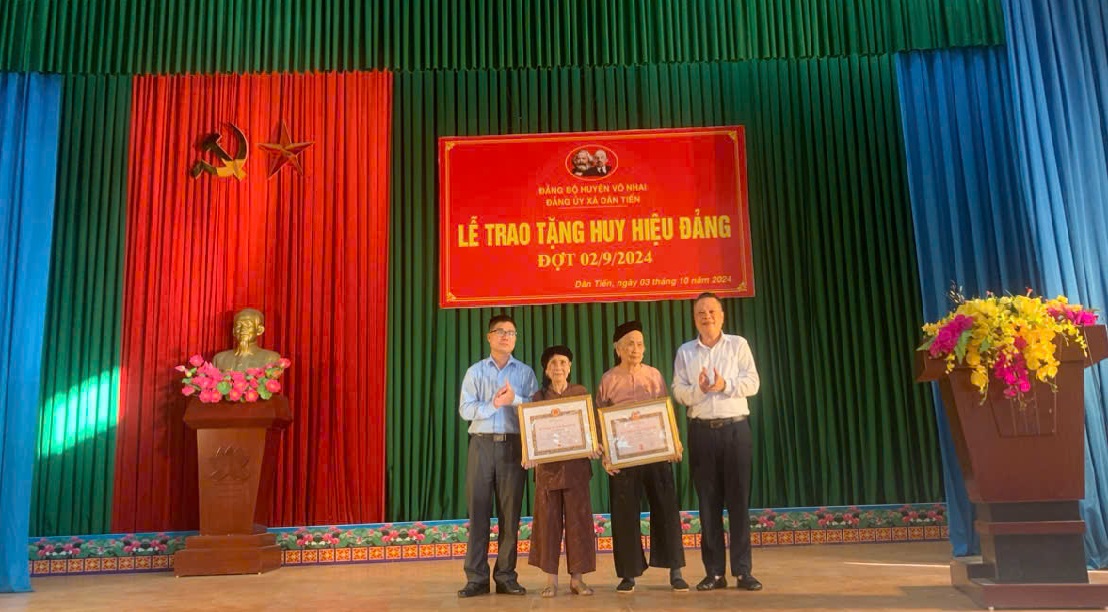 ĐẢNG BỘ HUYỆN VÕ NHAI
ĐẢNG ỦY XÃ DÂN TIẾN
LỄ TRAO TẶNG HUY HIỆU ĐẢNG
ĐỢT 02/9/2024
Dân Tiến, ngày 03 tháng 10 năm 2024